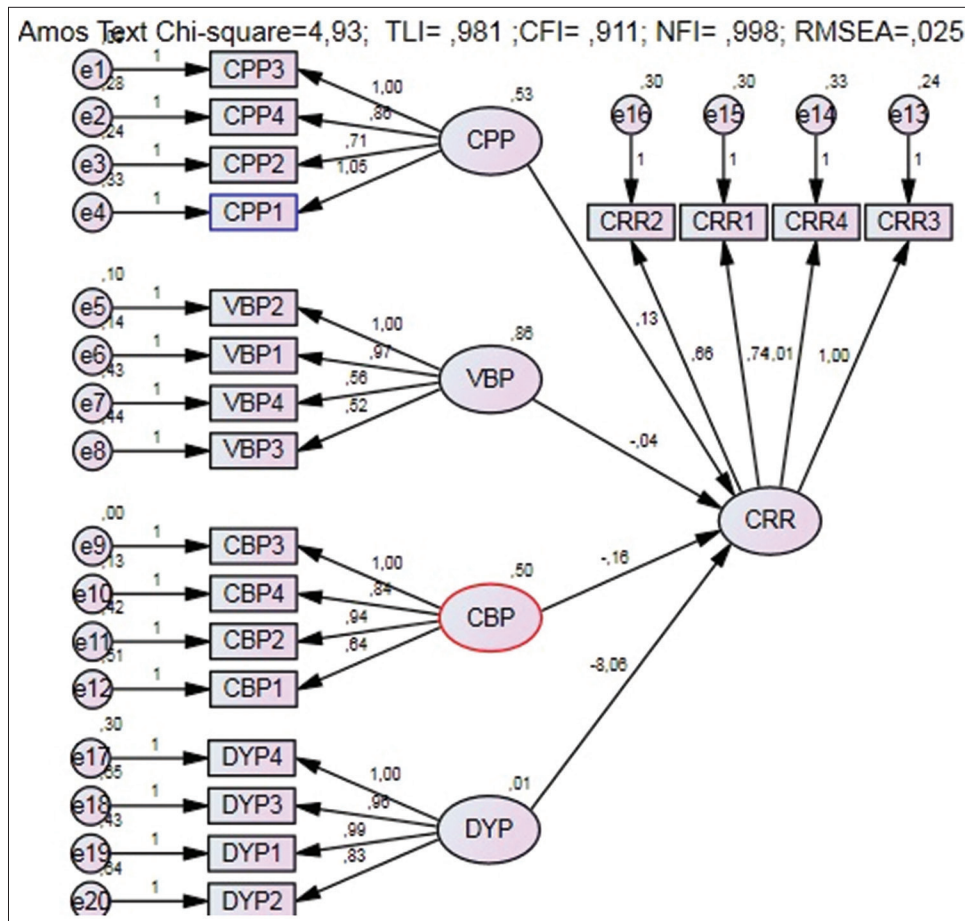 Amos Text Chi-square=4,93; TLI= ,981 ;CFI= ,911; NFI= ,998; RMSEA=,025
e1 1 CPP3 1,00
,28
e2 1 CPP4 ,86
,24
e3 1 CPP2 ,71
,33
e4 1 CPP1 1,05
,53
CPP
,30 ,30 ,33 ,24
e16 e15 e14 e13
1 1 1 1
CRR2 CRR1 CRR4 CRR3
,13 ,66 ,74 ,01 1,00
,10
e5 1 VBP2 1,00
,14
e6 1 VBP1 ,97
,43
e7 1 VBP4 ,56
,44
e8 1 VBP3 ,52
,86
VBP
-,04
CRR
,00
e9 1 CBP3 1,00
,13
e10 1 CBP4 ,84
,42
e11 1 CBP2 ,94
,51
e12 1 CBP1 ,64
,50
CBP
-,16
-8,06
,30
e17 1 DYP4 1,00
e18 1 DYP3 ,96
,43
e19 1 DYP1 ,99
,64
e20 1 DYP2 ,83
,01
DYP